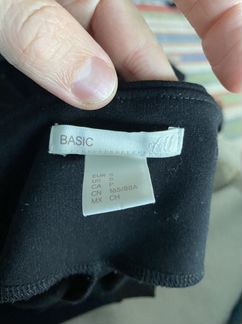 BASIC
EUR S
US S
CA P
CN 165/88A
MX CH